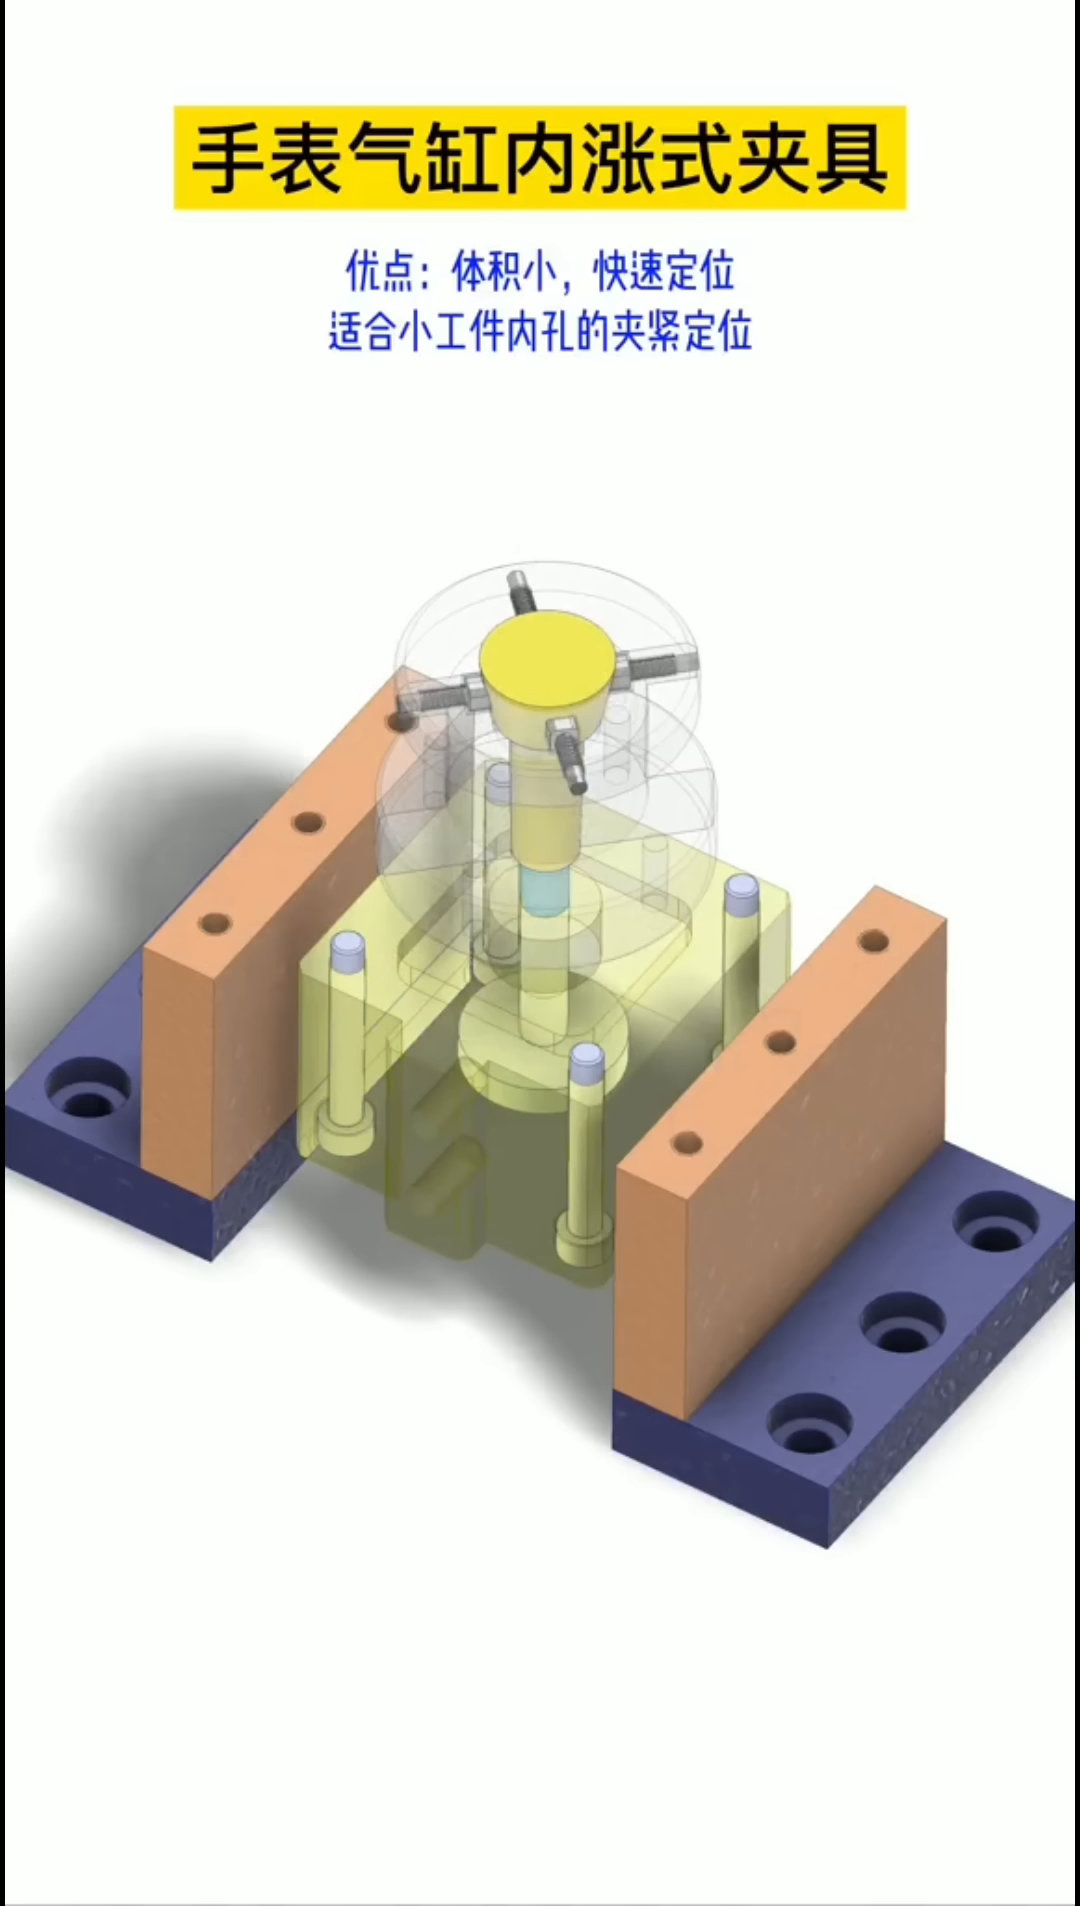 手表气缸内涨式夹具
优点：体积小，快速定位
适合小工件内孔的夹紧定位